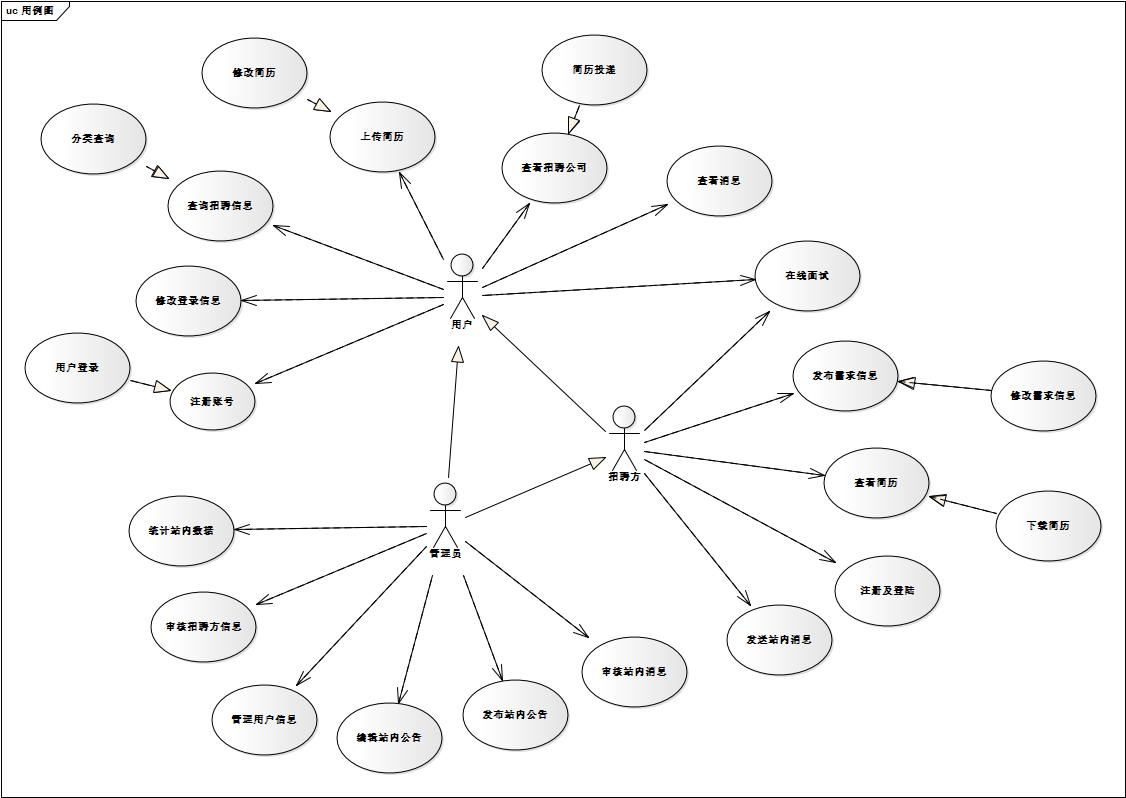 uc 用例图
修改简历
简历投递
分类查询
上传简历
查看招聘公司
查看消息
查询招聘信息
在线面试
修改登录信息
用户
用户登录
注册账号
发布需求信息
修改需求信息
招聘方
查看简历
下载简历
统计站内数据
管理员
注册及登陆
审核招聘方信息
发送站内消息
审核站内消息
管理用户信息
编辑站内公告
发布站内公告